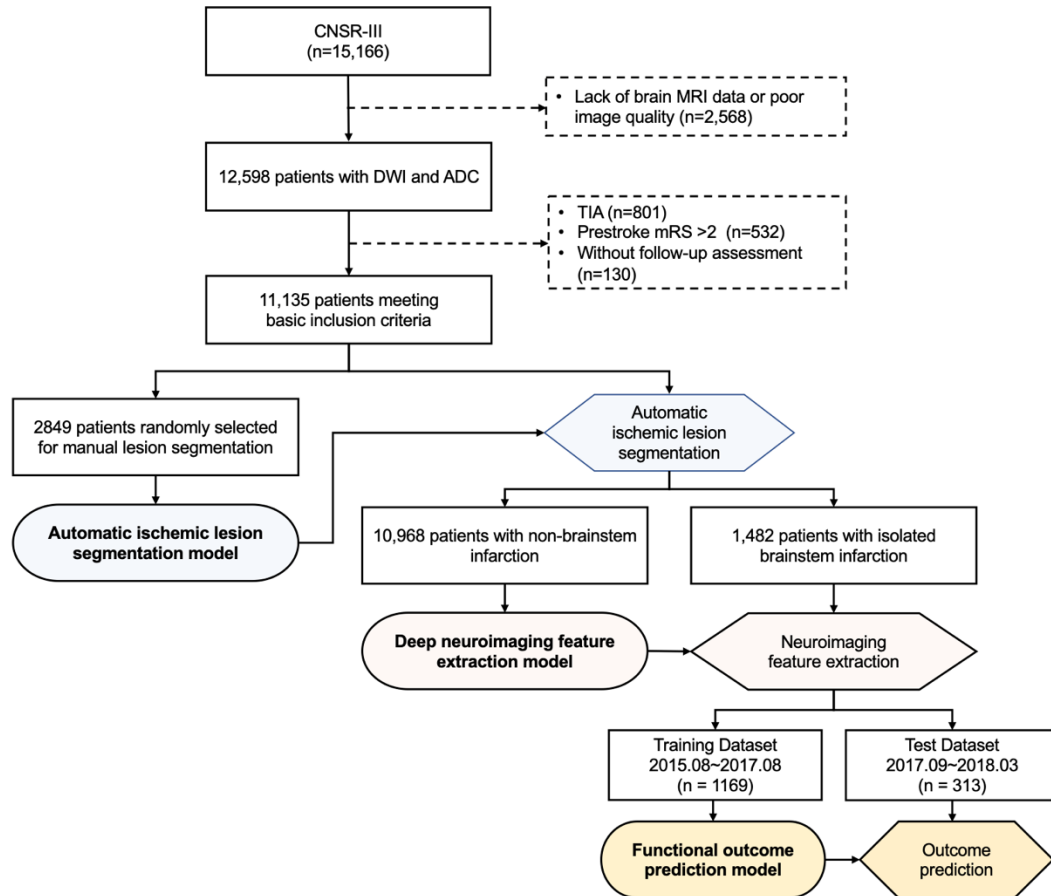 CNSR-III
(n=15,166)
• Lack of brain MRI data or poor
image quality (n=2,568)
12,598 patients with DWI and ADC
• TIA (n=801)
• Prestroke mRS >2 (n=532)
• Without follow-up assessment
(n=130)
11,135 patients meeting
basic inclusion criteria
2849 patients randomly selected
for manual lesion segmentation
Automatic
ischemic lesion
segmentation
Automatic ischemic lesion
segmentation model
10,968 patients with non-brainstem
infarction
1,482 patients with isolated
brainstem infarction
Deep neuroimaging feature
extraction model
Neuroimaging
feature extraction
Training Dataset
2015.08~2017.08
(n = 1169)
Test Dataset
2017.09~2018.03
(n = 313)
Functional outcome
prediction model
Outcome
prediction